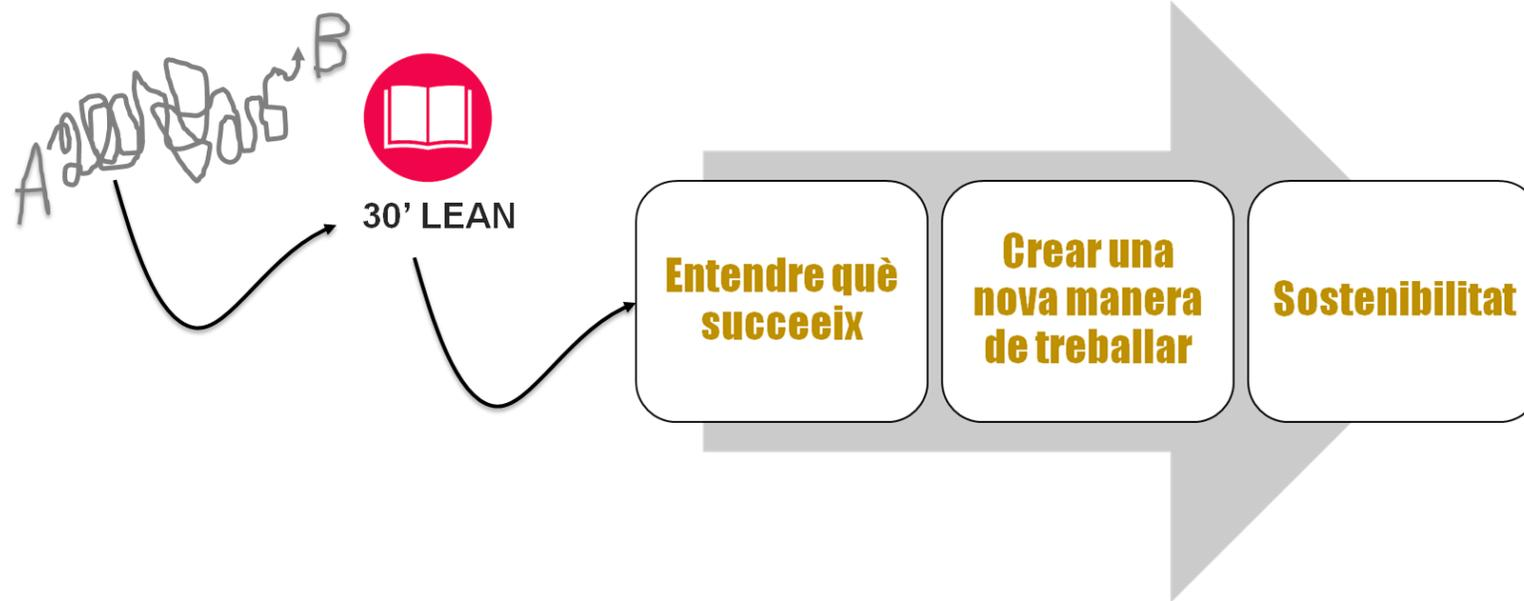 A
B
30’ LEAN
Entendre què
succeeix
Crear una
nova manera
de treballar
Sostenibilitat